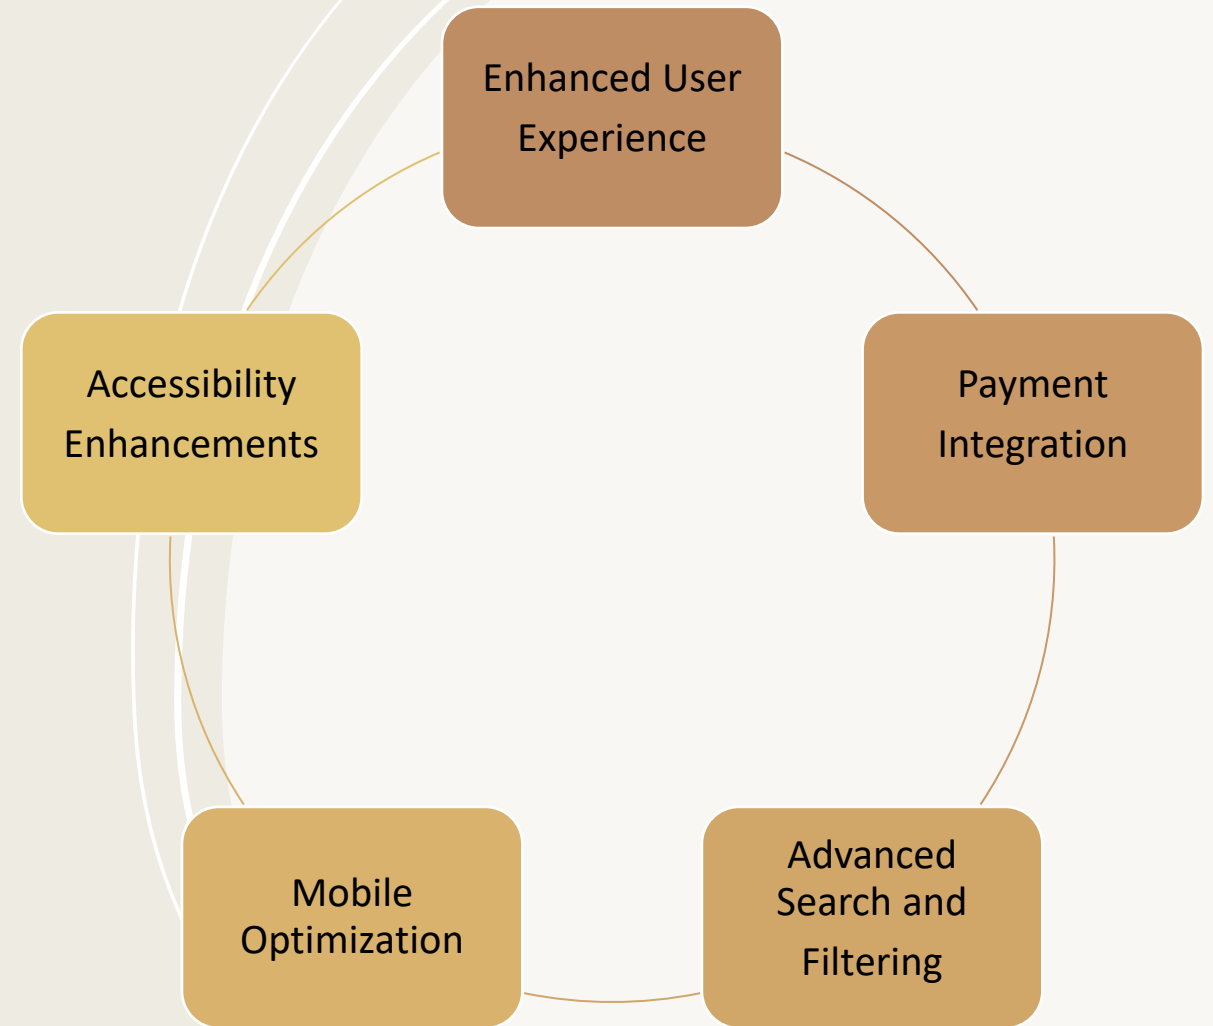 Enhanced User
Experience
Payment
Integration
Advanced
Search and
Filtering
Mobile
Optimization
Accessibility
Enhancements